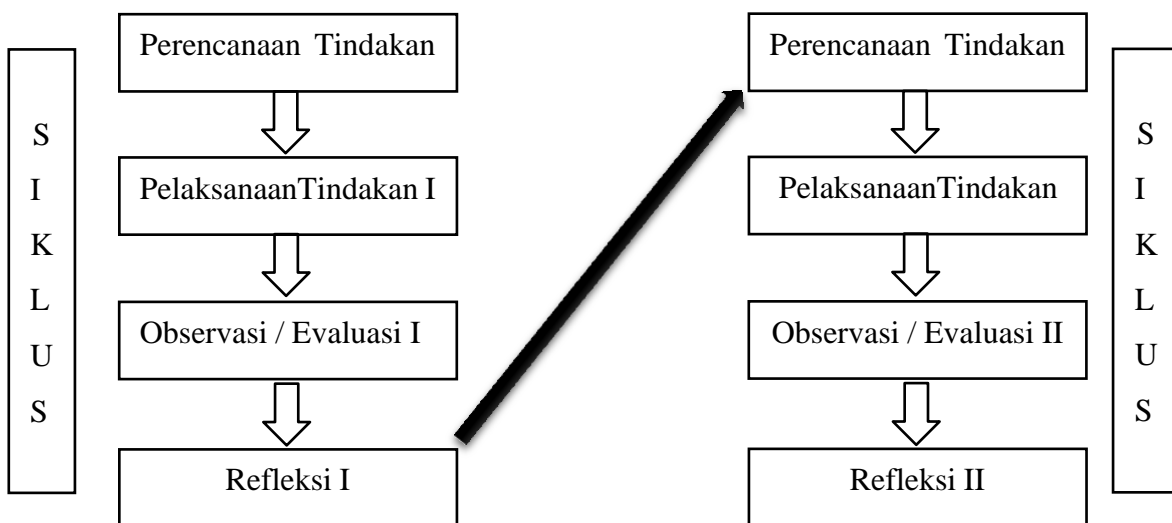 S
I
K
L
U
S
Perencanaan Tindakan
PelaksanaanTindakan I
Observasi / Evaluasi I
Refleksi I
Perencanaan Tindakan
PelaksanaanTindakan
Observasi / Evaluasi II
Refleksi II
S
I
K
L
U
S